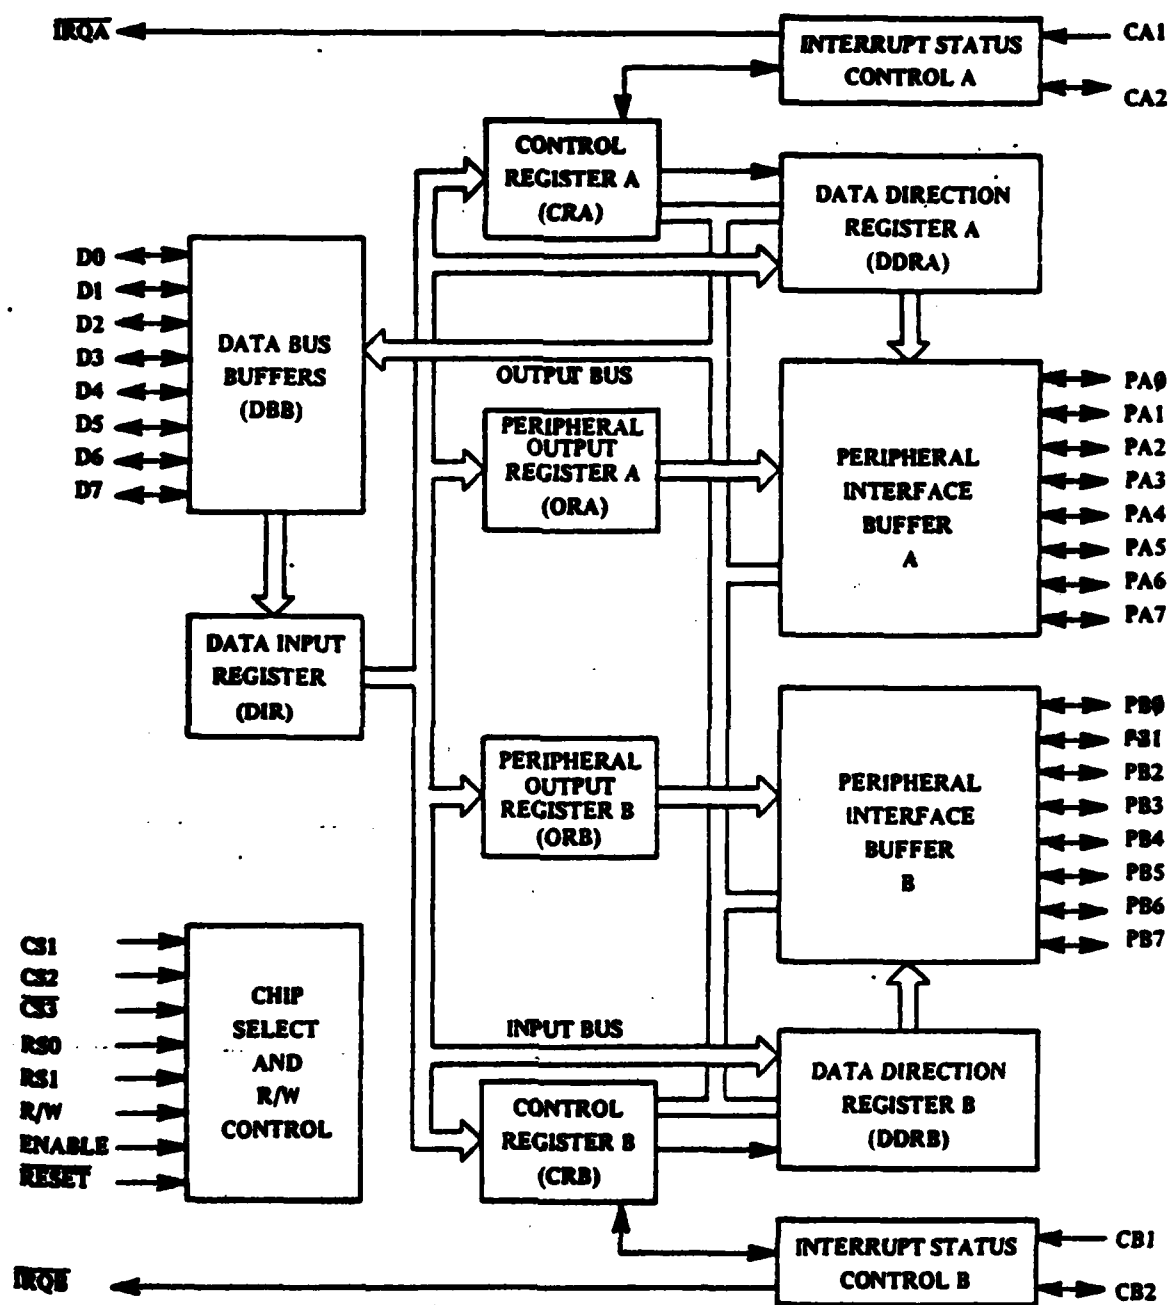 IRQA
INTERRUPT STATUS
CONTROL A
CA1
CA2
CONTROL
REGISTER A
(CRA)
DATA DIRECTION
REGISTER A
(DDRA)
D0
D1
D2
D3
D4
D5
D6
D7
DATA BUS
BUFFERS
(DBB)
OUTPUT BUS
PERIPHERAL
OUTPUT
REGISTER A
(ORA)
PERIPHERAL
INTERFACE
BUFFER
A
PA0
PA1
PA2
PA3
PA4
PA5
PA6
PA7
DATA INPUT
REGISTER
(DIR)
PERIPHERAL
OUTPUT
REGISTER B
(ORB)
PERIPHERAL
INTERFACE
BUFFER
B
PB0
PB1
PB2
PB3
PB4
PB5
PB6
PB7
CS1
CS2
CS3
RS0
RS1
R/W
ENABLE
RESET
CHIP
SELECT
AND
R/W
CONTROL
INPUT BUS
CONTROL
REGISTER B
(CRB)
DATA DIRECTION
REGISTER B
(DDRB)
IRQB
INTERRUPT STATUS
CONTROL B
CB1
CB2